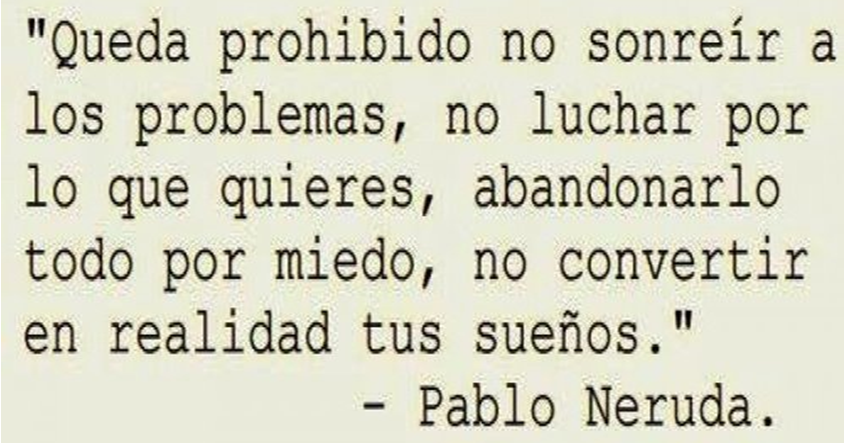 "Queda prohibido no sonreír a
los problemas, no luchar por
lo que quieres, abandonarlo
todo por miedo, no convertir
en realidad tus sueños."
- Pablo Neruda.